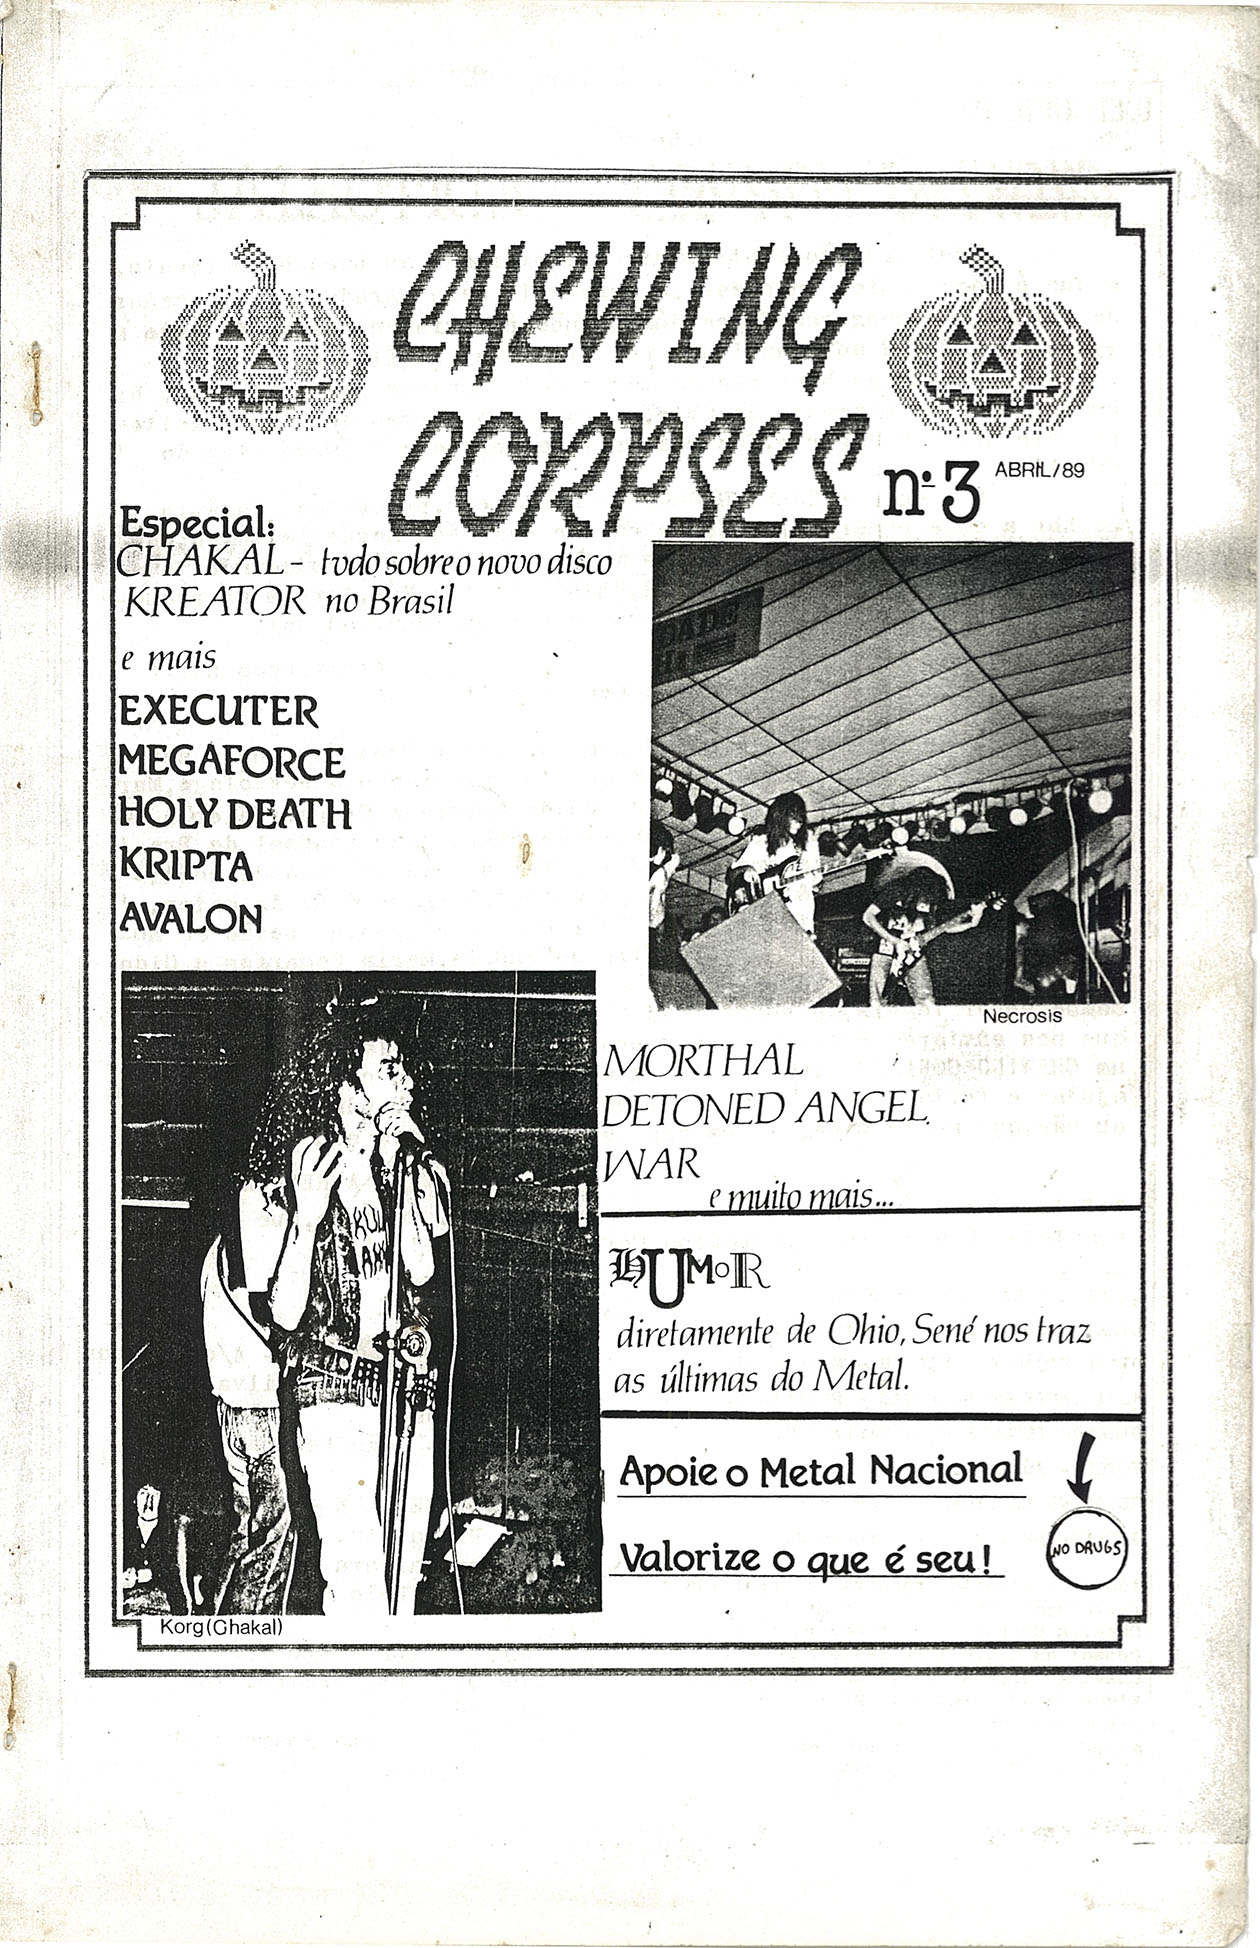 CHEWING
CORPSES
nº 3 ABRIL/89
Especial:
CHAKAL - tudo sobre o novo disco
KREATOR no Brasil
e mais
EXECUTER
MEGAFORCE
HOLY DEATH
KRIPTA
AVALON
DADE
Necrosis
MORTHAL
DETONED ANGEL
WAR
e muito mais...
HUMoR
diretamente de Ohio, Sené nos traz
as últimas do Metal.
Apoie o Metal Nacional
Valorize o que é seu!
NO DRUGS
Korg (Chakal)